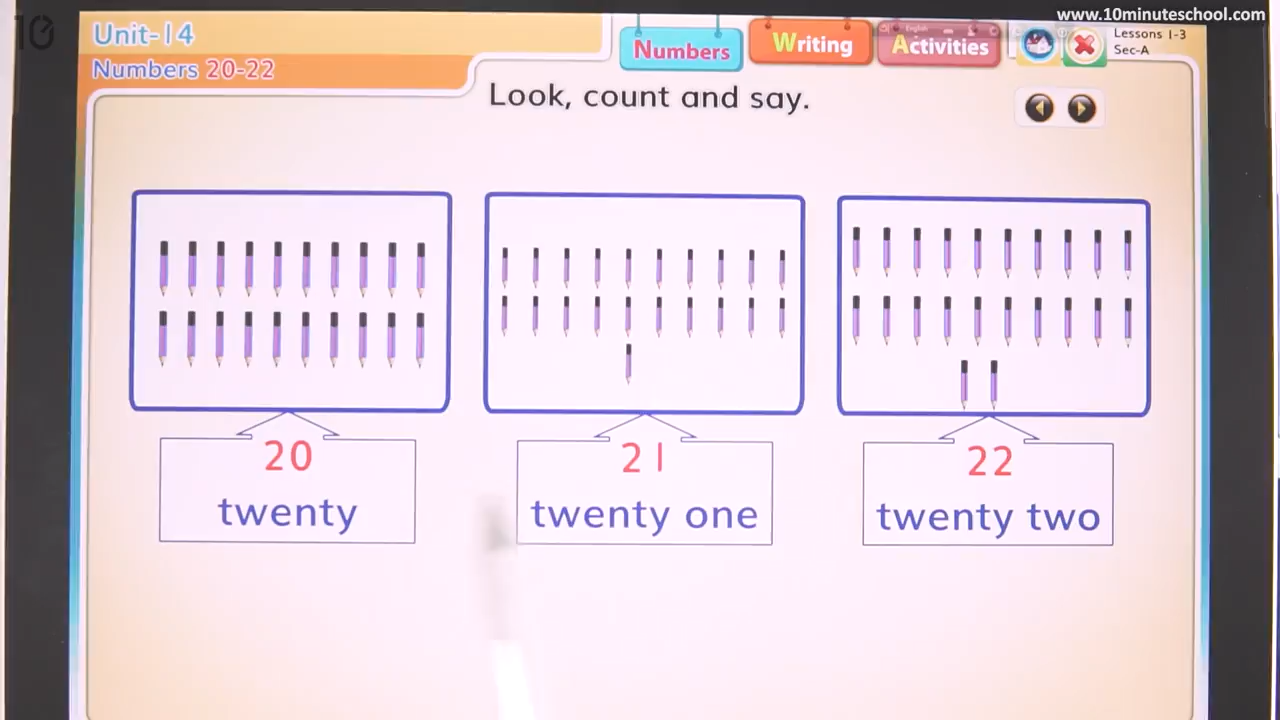 www.10minuteschool.com
10
Unit-14
Numbers 20-22
Numbers
Writing
Activities
Lessons 1-3
Sec-A
Look, count and say.
20
twenty
21
twenty one
22
twenty two